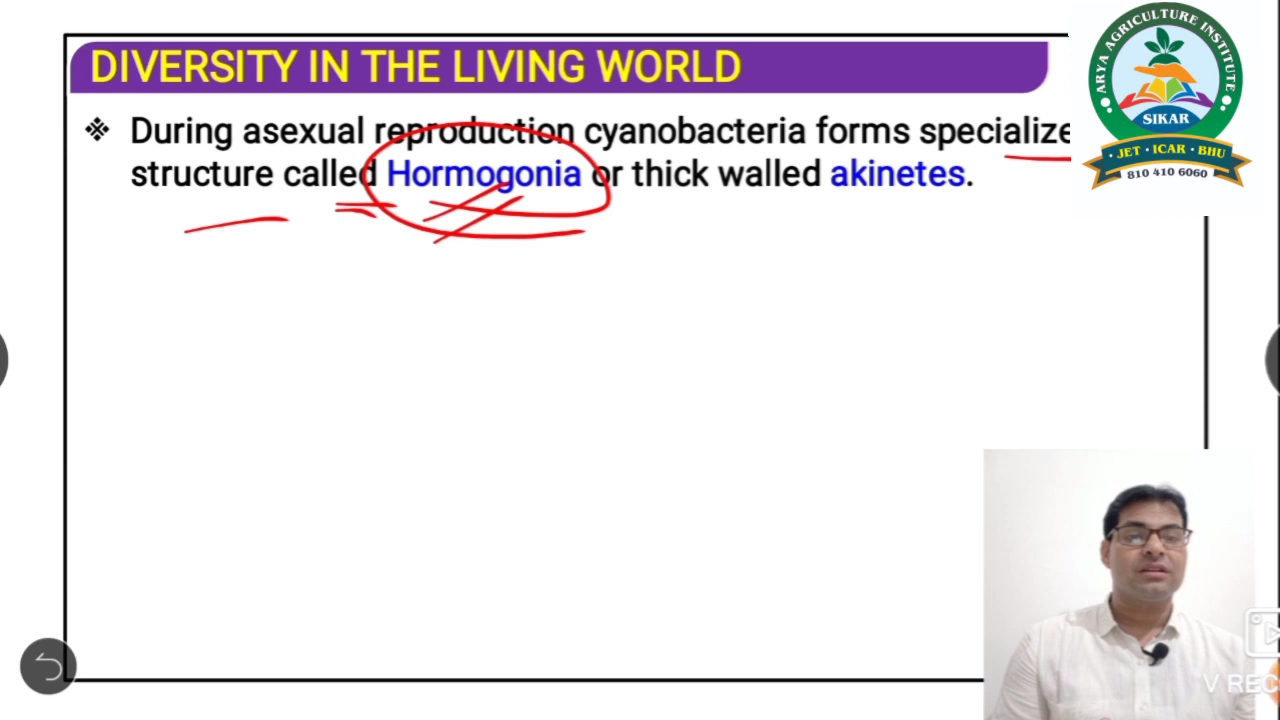 DIVERSITY IN THE LIVING WORLD
❖ During asexual reproduction cyanobacteria forms specialize
structure called Hormogonia or thick walled akinetes.
ARYA AGRICULTURE INSTITUTE
SIKAR
· JET · ICAR · BHU ·
810 410 6060
V REC